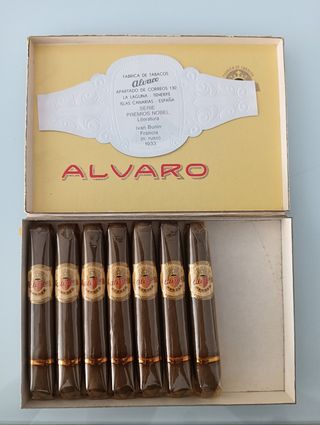 FABRICA DE TABACOS
Alvaro
APARTADO DE CORREOS 130
LA LAGUNA - TENERIFE
ISLAS CANARIAS - ESPAÑA
SERIE
PREMIOS NOBEL
Literatura
Ivan Bunin
Francia
(n. ruso)
1933
ALVARO